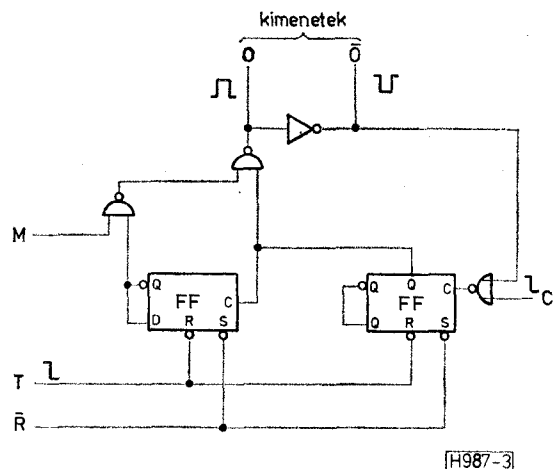 kimenetek
O Ō
M
Q FF C
D R S
Q Q C
FF
Q R S
C
T
R̄
H987-3